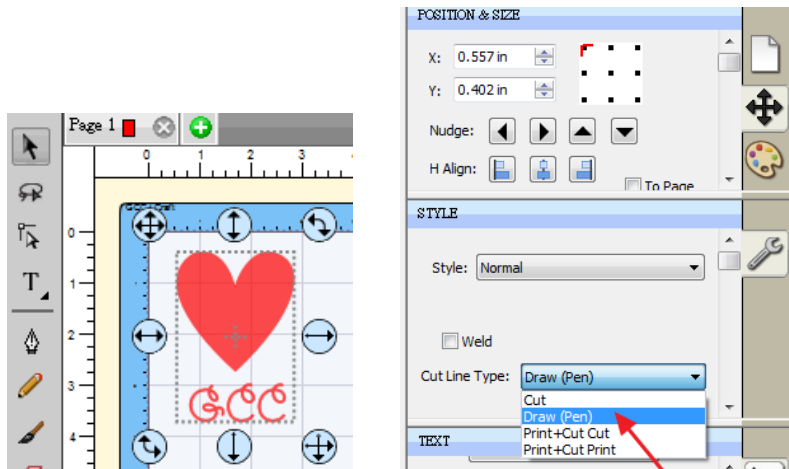 Page 1
0 1 2 3
0
1
2
3
4
GCC
POSITION & SIZE
X: 0.557 in
Y: 0.402 in
Nudge:
H Align:
To Page
STYLE
Style: Normal
Weld
Cut Line Type: Draw (Pen)
Cut
Draw (Pen)
Print+Cut Cut
Print+Cut Print
TEXT
T